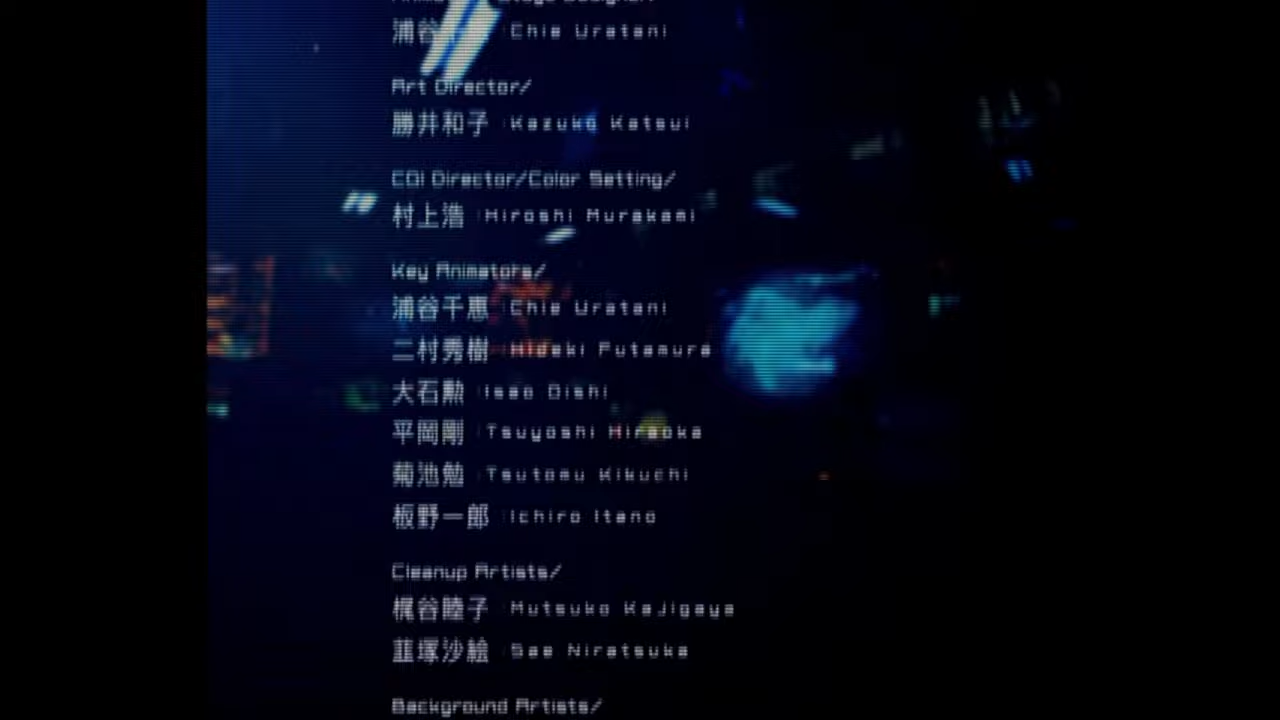 浦谷 Chie Uratani
Art Director/
勝井和子 Kazuko Katsui
CGI Director/Color Setting/
村上浩 Hiroshi Murakami
Key Animators/
浦谷千恵 Chie Uratani
二村秀樹 Hideki Futamura
大石勲 Isao Oishi
平岡剛 Tsuyoshi Hiraoka
菊池勉 Tsutomu Kikuchi
板野一郎 Ichiro Itano
Cleanup Artists/
梶谷睦子 Mutsuko Kajigaya
韮塚沙絵 Sae Niratsuka
Background Artists/